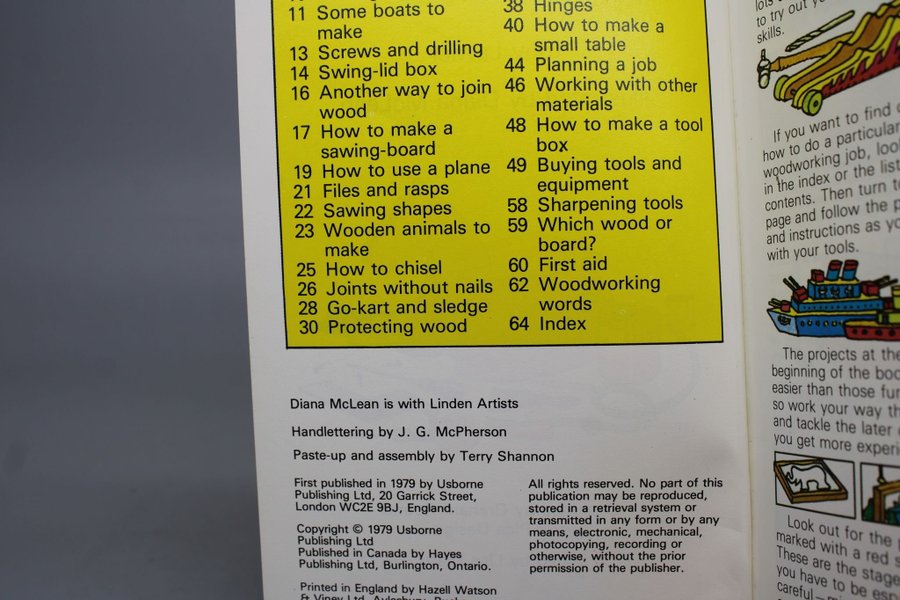 11 Some boats to
make
13 Screws and drilling
14 Swing-lid box
16 Another way to join
wood
17 How to make a
sawing-board
19 How to use a plane
21 Files and rasps
22 Sawing shapes
23 Wooden animals to
make
25 How to chisel
26 Joints without nails
28 Go-kart and sledge
30 Protecting wood
38 Hinges
40 How to make a
small table
44 Planning a job
46 Working with other
materials
48 How to make a tool
box
49 Buying tools and
equipment
58 Sharpening tools
59 Which wood or
board?
60 First aid
62 Woodworking
words
64 Index
Diana McLean is with Linden Artists
Handlettering by J. G. McPherson
Paste-up and assembly by Terry Shannon
First published in 1979 by Usborne
Publishing Ltd, 20 Garrick Street,
London WC2E 9BJ, England.
Copyright © 1979 Usborne
Publishing Ltd
Published in Canada by Hayes
Publishing Ltd, Burlington, Ontario.
Printed in England by Hazell Watson
& Viney Ltd, Aylesbury,
All rights reserved. No part of this
publication may be reproduced,
stored in a retrieval system or
transmitted in any form or by any
means, electronic, mechanical,
photocopying, recording or
otherwise, without the prior
permission of the publisher.
lots
to try out
skills.
If you want to find
how to do a particular
woodworking job,
in the index or the
contents. Then turn
page and follow the
and instructions as
with your tools.
The projects at the
beginning of the
easier than those
so work your way
and tackle the later
you get more
Look out for the
marked with a red
These are the
you have to be
careful—